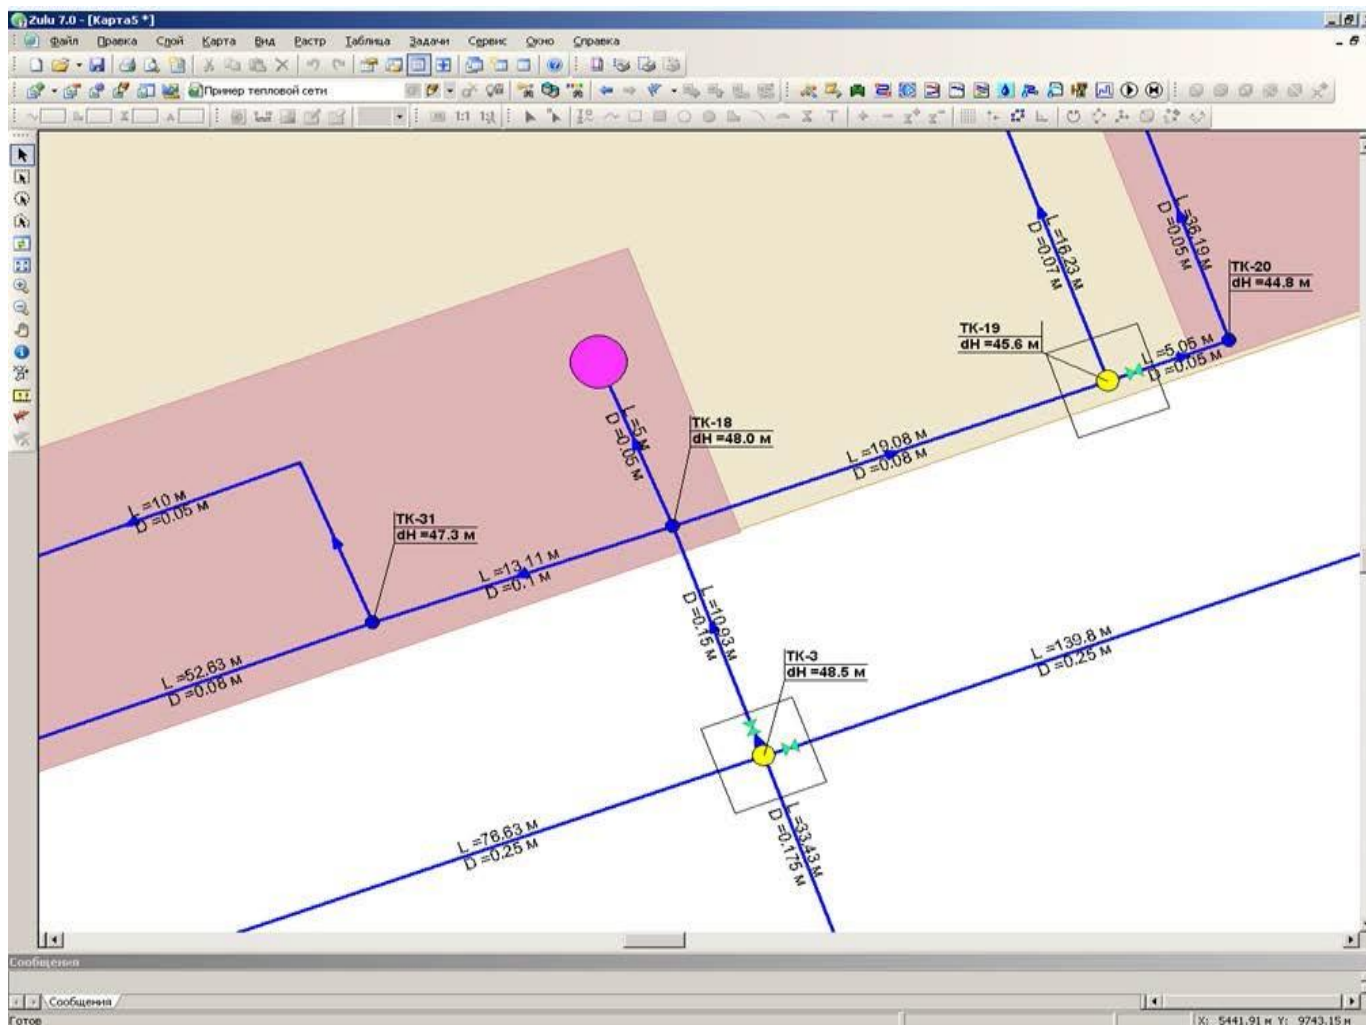 Zulu 7.0 - [Карта5 *]
Файл Правка Слой Карта Вид Растр Таблица Задачи Сервис Окно Справка
Пример тепловой сети
1:1
L =16.23 м
D =0.07 м
L =36.19 м
D =0.05 м
ТК-20
dH =44.8 м
ТК-19
dH =45.6 м
L =5.05 м
D =0.05 м
L =5 м
D =0.05 м
ТК-18
dH =48.0 м
L =19.08 м
D =0.08 м
L =10 м
D =0.05 м
ТК-31
dH =47.3 м
L =13.11 м
D =0.1 м
L =10.93 м
D =0.15 м
L =52.63 м
D =0.08 м
ТК-3
dH =48.5 м
L =139.8 м
D =0.25 м
L =76.63 м
D =0.25 м
L =33.43 м
D =0.175 м
Сообщения
Сообщения
Готов
X: 5441.91 м Y: 9743.15 м